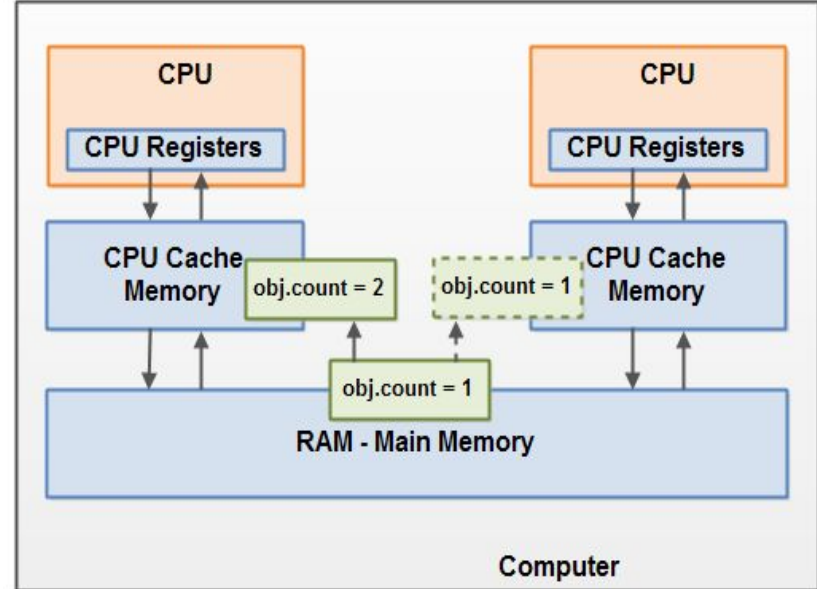 CPU
CPU Registers
CPU Cache
Memory
obj.count = 2
CPU
CPU Registers
CPU Cache
Memory
obj.count = 1
obj.count = 1
RAM - Main Memory
Computer